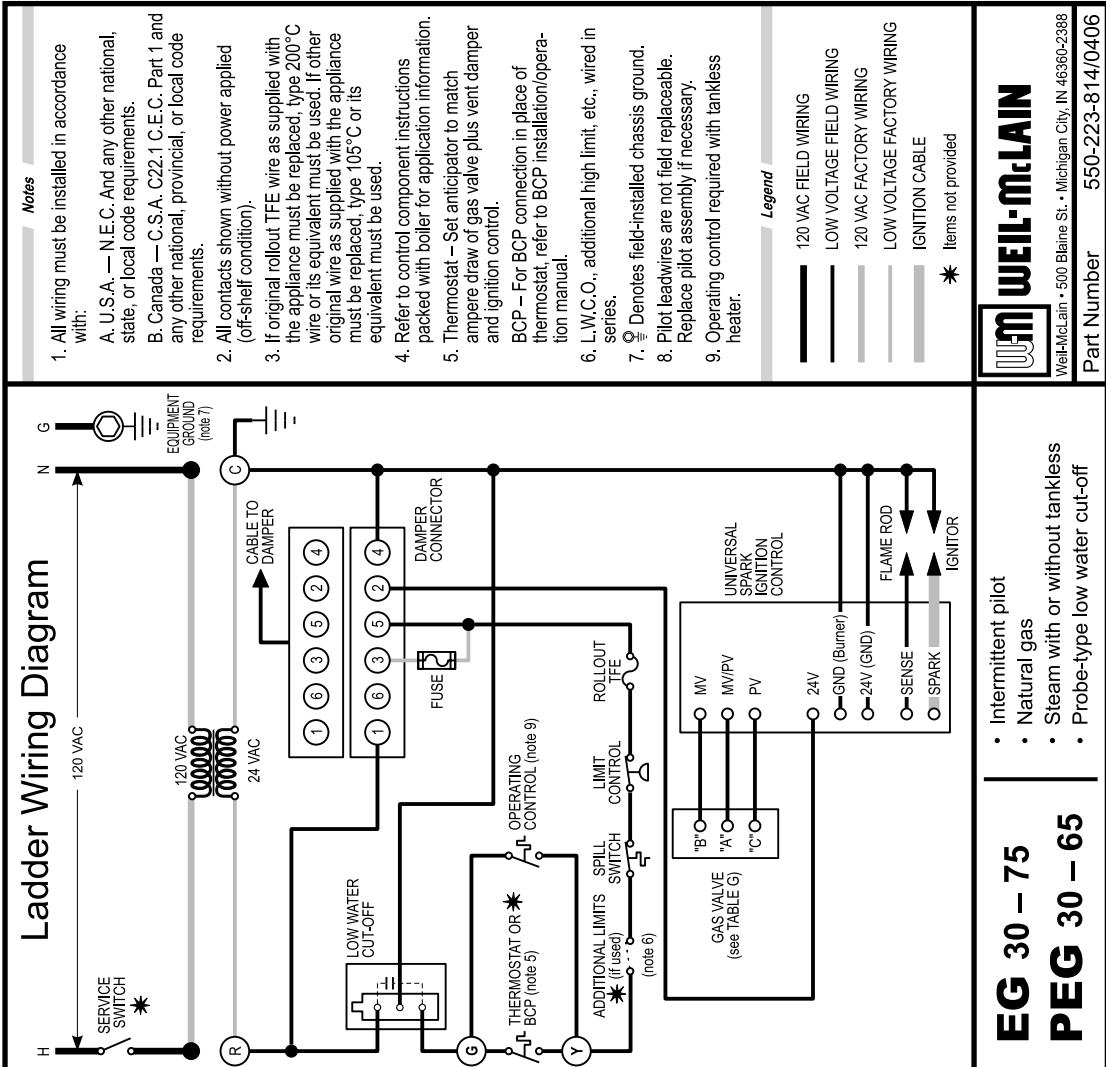 Ladder Wiring Diagram
H
120 VAC
N
G
SERVICE
SWITCH
EQUIPMENT
GROUND
(note 7)
120 VAC
24 VAC
R
C
CABLE TO
DAMPER
1 6 3 5 2 4
1 6 3 5 2 4
DAMPER
CONNECTOR
FUSE
LOW WATER
CUT-OFF
G
THERMOSTAT OR
BCP (note 5)
OPERATING
CONTROL (note 9)
Y
ADDITIONAL LIMITS
(if used)
(note 6)
SPILL
SWITCH
LIMIT
CONTROL
ROLLOUT
TFE
GAS VALVE
(see TABLE G)
"B"
"A"
"C"
UNIVERSAL
SPARK
IGNITION
CONTROL
MV
MV/PV
PV
24V
GND (Burner)
24V (GND)
SENSE
SPARK
FLAME ROD
IGNITOR
EG 30 – 75
PEG 30 – 65
• Intermittent pilot
• Natural gas
• Steam with or without tankless
• Probe-type low water cut-off
Notes
1. All wiring must be installed in accordance
with:
A. U.S.A. — N.E.C. And any other national,
state, or local code requirements.
B. Canada — C.S.A. C22.1 C.E.C. Part 1 and
any other national, provincial, or local code
requirements.
2. All contacts shown without power applied
(off-shelf condition).
3. If original rollout TFE wire as supplied with
the appliance must be replaced, type 200°C
wire or its equivalent must be used. If other
original wire as supplied with the appliance
must be replaced, type 105°C or its
equivalent must be used.
4. Refer to control component instructions
packed with boiler for application information.
5. Thermostat – Set anticipator to match
ampere draw of gas valve plus vent damper
and ignition control.
BCP – For BCP connection in place of
thermostat, refer to BCP installation/opera-
tion manual.
6. L.W.C.O., additional high limit, etc., wired in
series.
7. Denotes field-installed chassis ground.
8. Pilot leadwires are not field replaceable.
Replace pilot assembly if necessary.
9. Operating control required with tankless
heater.
Legend
120 VAC FIELD WIRING
LOW VOLTAGE FIELD WIRING
120 VAC FACTORY WIRING
LOW VOLTAGE FACTORY WIRING
IGNITION CABLE
Items not provided
WM WEIL-McLAIN
Weil-McLain • 500 Blaine St. • Michigan City, IN 46360-2388
Part Number 550-223-814/0406